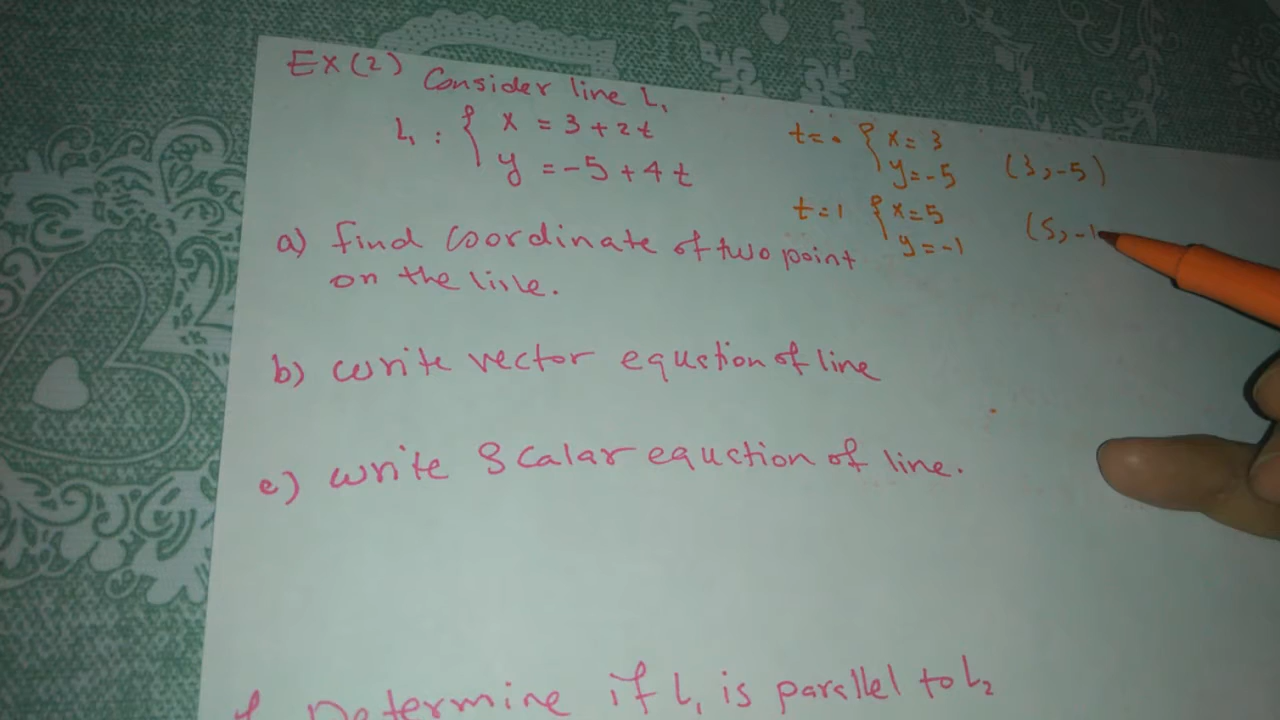 Ex(2) Consider line L₁
L₁ : { x = 3 + 2t
y = -5 + 4t
t=0 { x=3
y=-5 (3,-5)
t=1 { x=5
y=-1 (5,-1
a) find coordinate of two point
on the line.
b) write vector equation of line
c) write Scalar equation of line.
Determine if L₁ is parallel to L₂